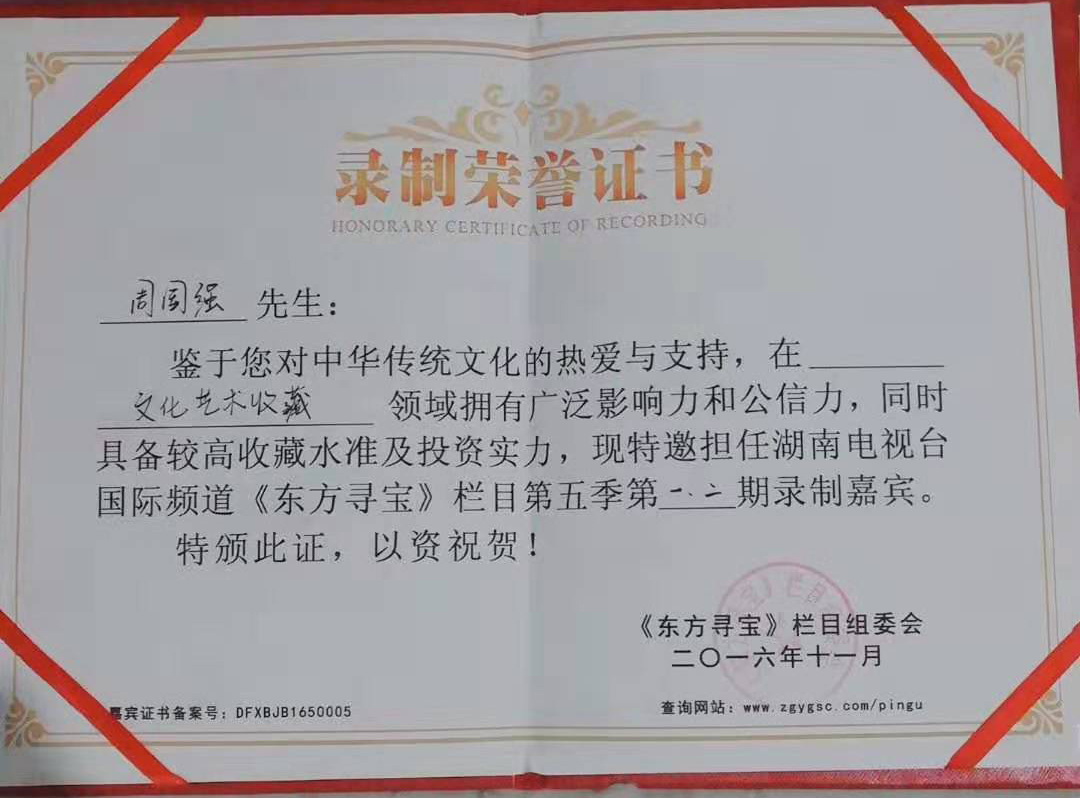 录制荣誉证书
HONORARY CERTIFICATE OF RECORDING
周国强 先生：
鉴于您对中华传统文化的热爱与支持，在
文化艺术收藏 领域拥有广泛影响力和公信力，同时
具备较高收藏水准及投资实力，现特邀担任湖南电视台
国际频道《东方寻宝》栏目第五季第一.二期录制嘉宾。
特颁此证，以资祝贺！
《东方寻宝》栏目组委会
二〇一六年十一月
嘉宾证书备案号：DFXBJB1650005
查询网站：www.zgygsc.com/pingu